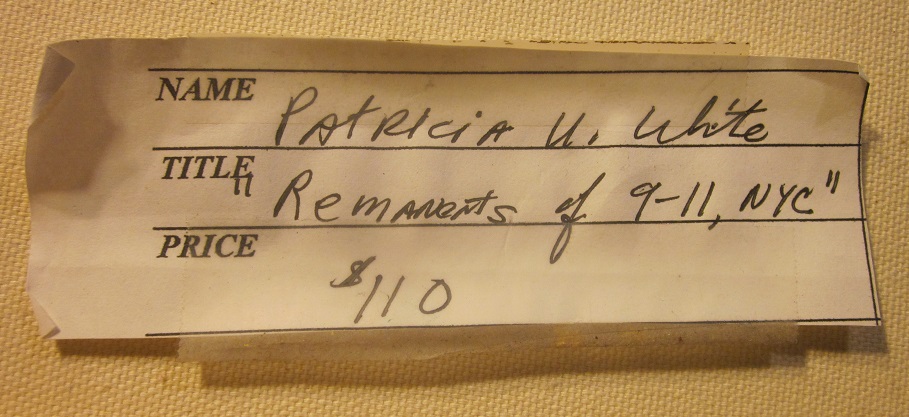 NAME Patricia U. White
TITLE "Remanents of 9-11, NYC"
PRICE
$110